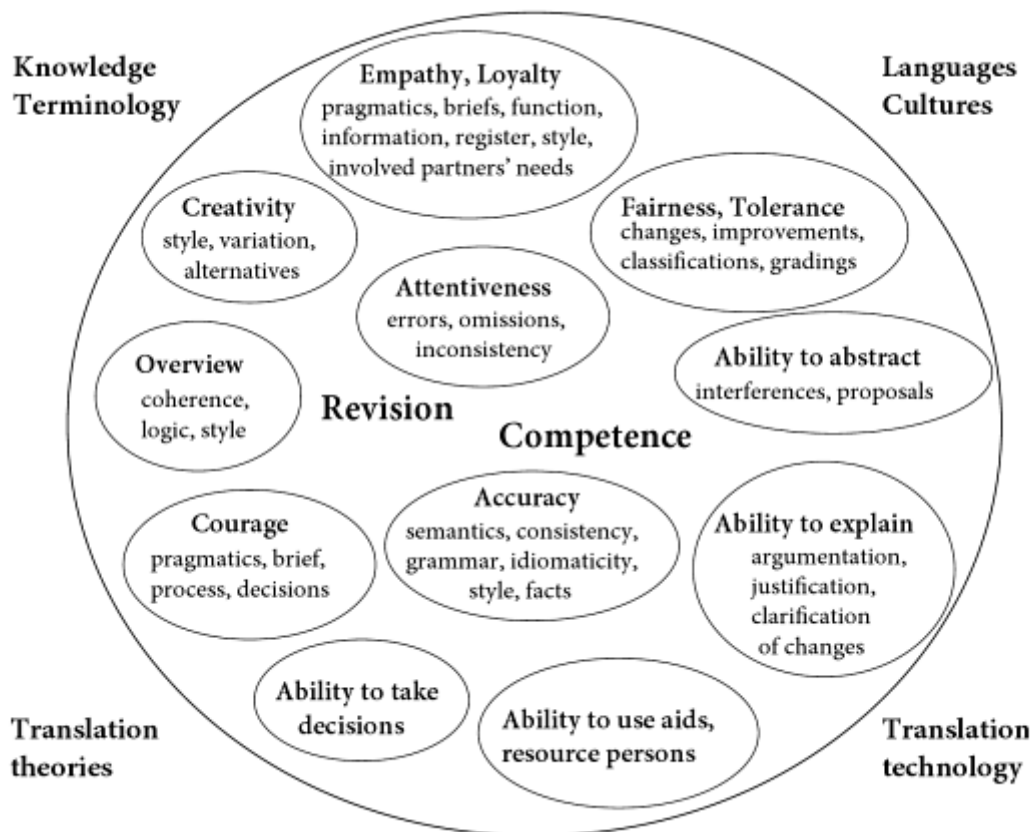 Knowledge
Terminology
Languages
Cultures
Empathy, Loyalty
pragmatics, briefs, function,
information, register, style,
involved partners' needs
Creativity
style, variation,
alternatives
Fairness, Tolerance
changes, improvements,
classifications, gradings
Attentiveness
errors, omissions,
inconsistency
Overview
coherence,
logic, style
Ability to abstract
interferences, proposals
Revision
Competence
Courage
pragmatics, brief,
process, decisions
Accuracy
semantics, consistency,
grammar, idiomaticity,
style, facts
Ability to explain
argumentation,
justification,
clarification
of changes
Ability to take
decisions
Ability to use aids,
resource persons
Translation
theories
Translation
technology